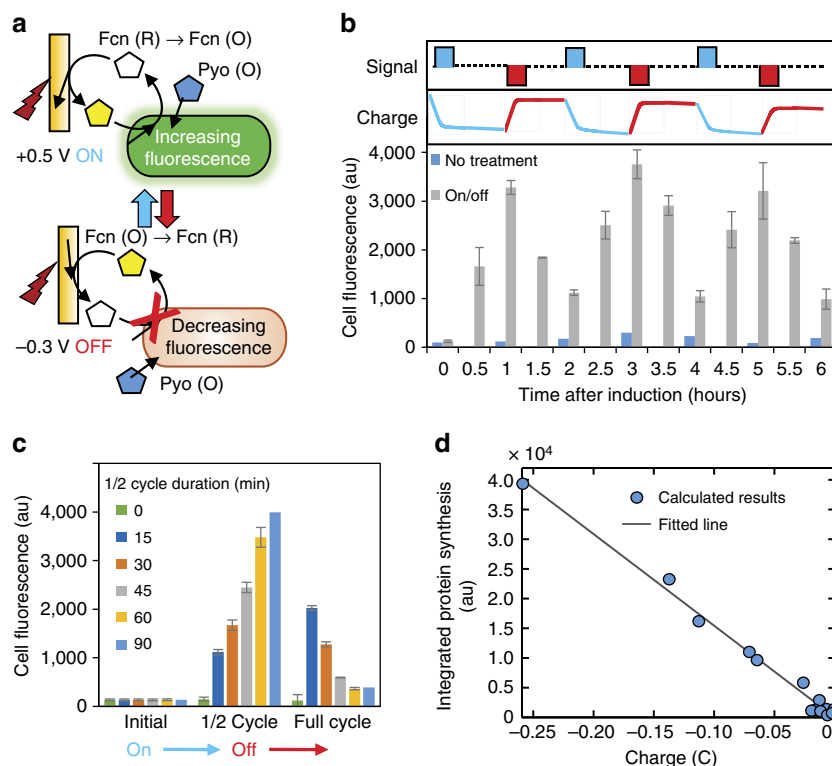 a
Fcn (R) → Fcn (O)
Pyo (O)
Increasing
fluorescence
+0.5 V ON
Fcn (O) → Fcn (R)
Decreasing
fluorescence
−0.3 V OFF
Pyo (O)
b
Signal
Charge
4,000
3,000
2,000
1,000
0
Cell fluorescence (au)
No treatment
On/off
0 0.5 1 1.5 2 2.5 3 3.5 4 4.5 5 5.5 6
Time after induction (hours)
c
1/2 cycle duration (min)
0
15
30
45
60
90
4,000
3,000
2,000
1,000
0
Cell fluorescence (au)
Initial 1/2 Cycle Full cycle
On Off
d
× 10⁴
4.0
3.5
3.0
2.5
2.0
1.5
1.0
0.5
0
Integrated protein synthesis
(au)
Calculated results
Fitted line
−0.25 −0.20 −0.15 −0.10 −0.05 0
Charge (C)